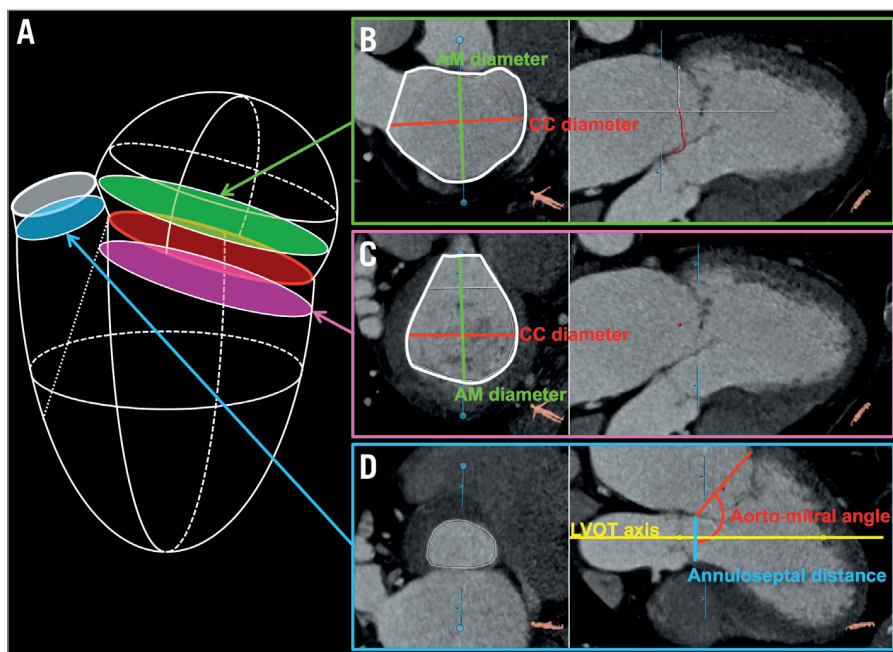 A
B
AM diameter
CC diameter
C
CC diameter
AM diameter
D
Aorto-mitral angle
LVOT axis
Annuloseptal distance